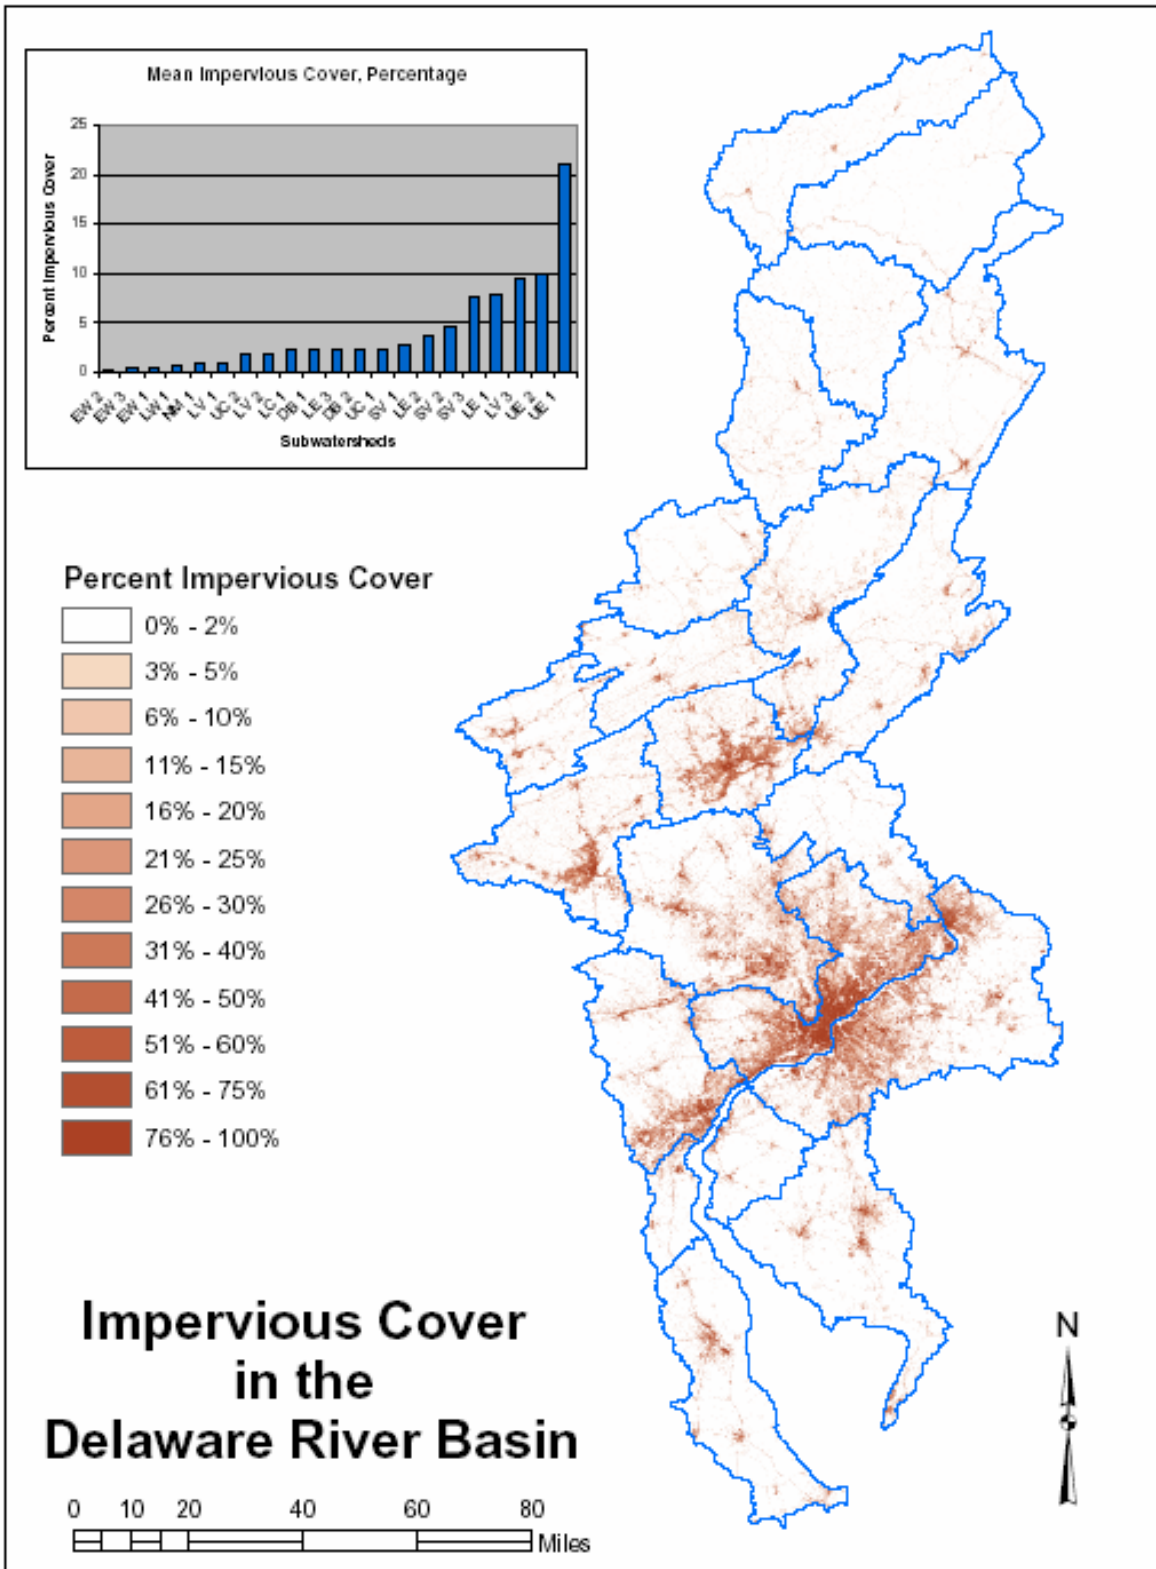 Mean Impervious Cover, Percentage
25
20
15
10
5
0
Percent Impervious Cover
EW 2
EW 3
EW 1
LW 1
NM 1
LV 1
UC 2
LV 2
LC 1
DB 1
LE 3
DB 2
UC 1
SV 1
LE 2
SV 2
SV 3
LE 1
LV 3
UE 2
UE 1
Subwatersheds
Percent Impervious Cover
0% - 2%
3% - 5%
6% - 10%
11% - 15%
16% - 20%
21% - 25%
26% - 30%
31% - 40%
41% - 50%
51% - 60%
61% - 75%
76% - 100%
Impervious Cover
in the
Delaware River Basin
0 10 20 40 60 80
Miles
N